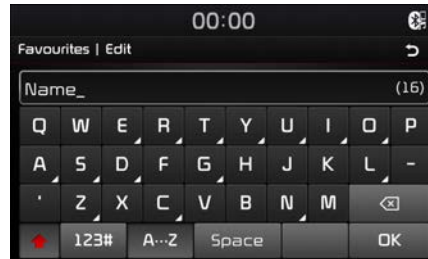 00:00
Favourites | Edit
Name_ (16)
Q W E R T Y U I O P
A S D F G H J K L -
' Z X C V B N M
123# A···Z Space OK